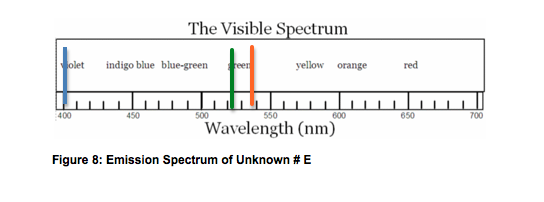 The Visible Spectrum
violet indigo blue blue-green green yellow orange red
400 450 500 550 600 650 700
Wavelength (nm)
Figure 8: Emission Spectrum of Unknown # E